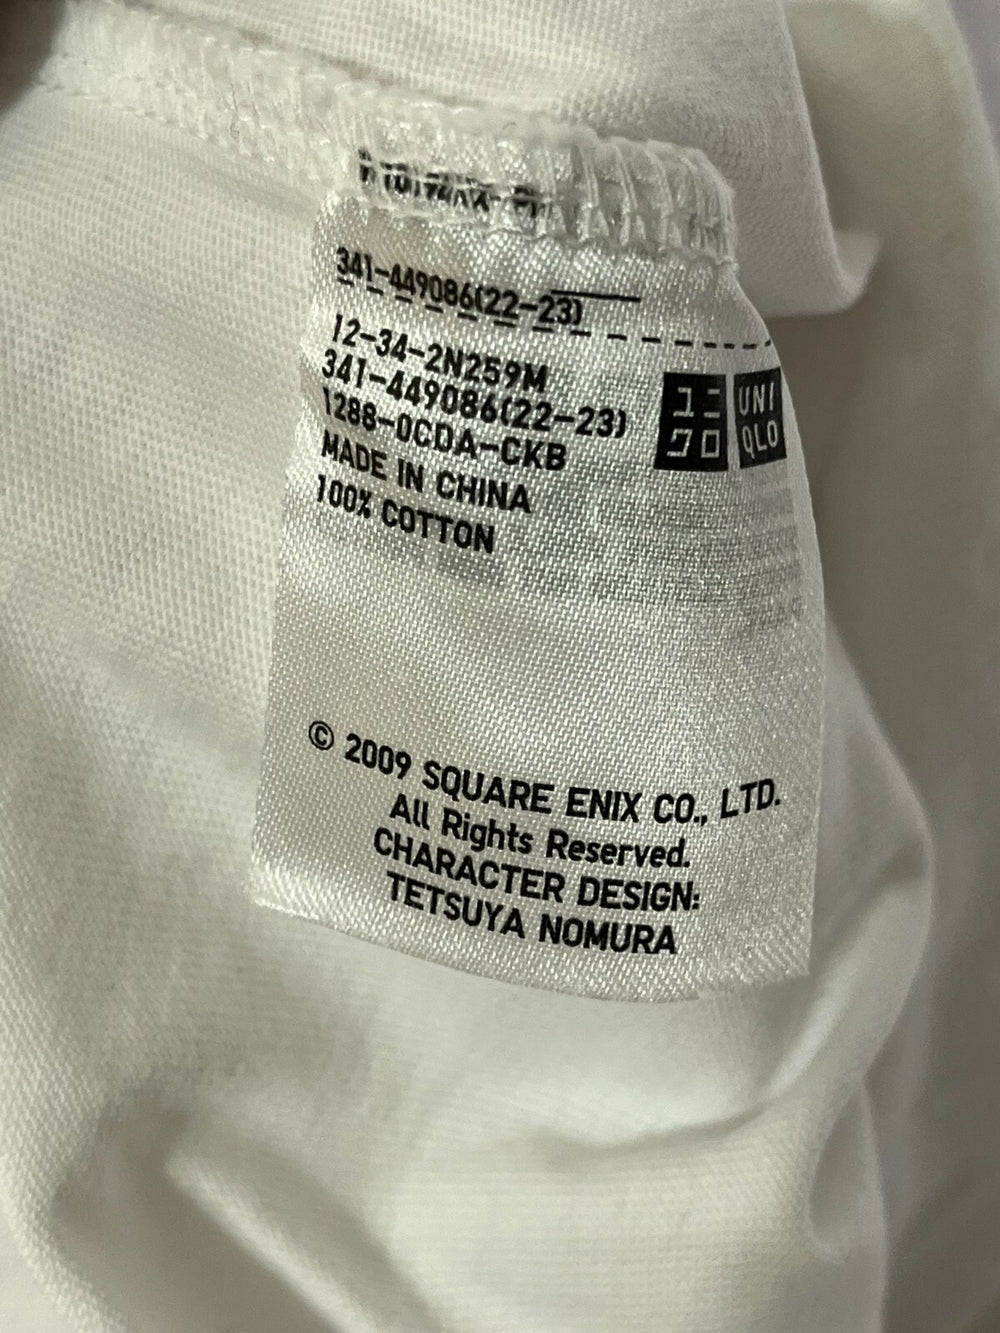 341-449086(22-23)
12-34-2N259M
341-449086(22-23)
1288-0CDA-CKB
MADE IN CHINA
100% COTTON
ユニ
クロ
UNI
QLO
© 2009 SQUARE ENIX CO., LTD.
All Rights Reserved.
CHARACTER DESIGN:
TETSUYA NOMURA